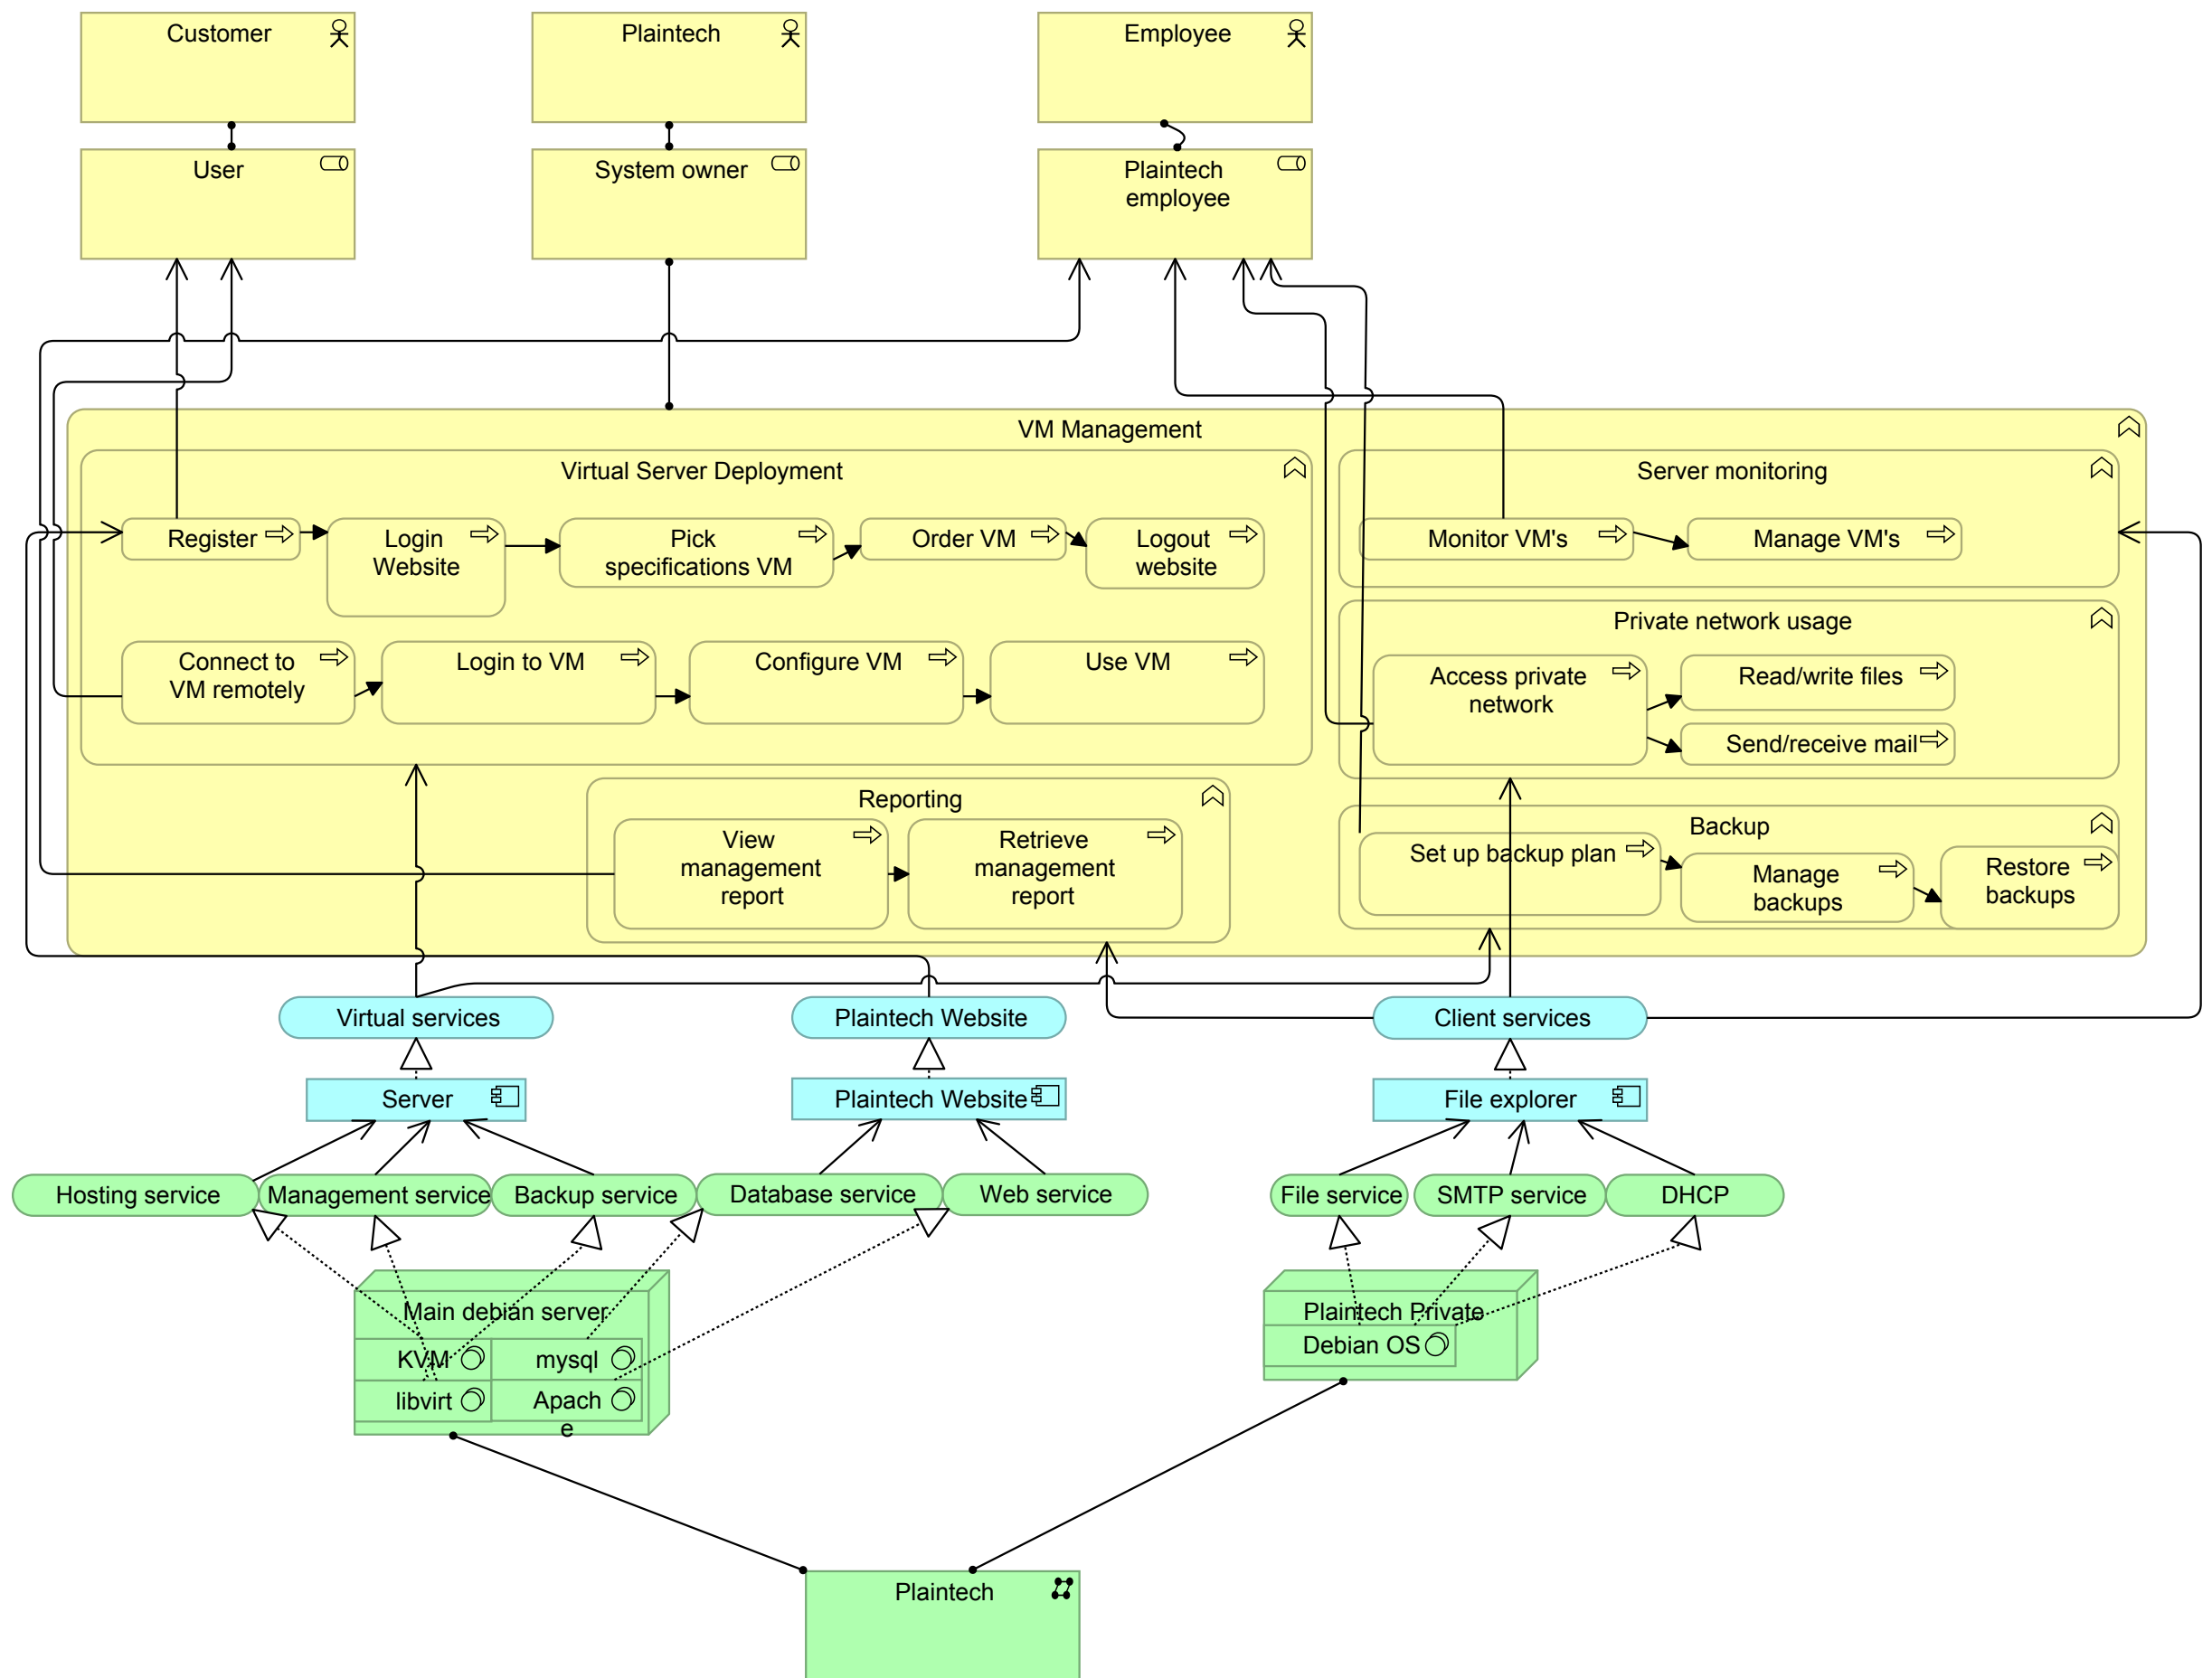 Customer
Plaintech
Employee
User
System owner
Plaintech
employee
VM Management
Virtual Server Deployment
Server monitoring
Register
Login
Website
Pick
specifications VM
Order VM
Logout
website
Monitor VM's
Manage VM's
Private network usage
Connect to
VM remotely
Login to VM
Configure VM
Use VM
Access private
network
Read/write files
Send/receive mail
Reporting
View
management
report
Retrieve
management
report
Backup
Set up backup plan
Manage
backups
Restore
backups
Virtual services
Plaintech Website
Client services
Server
Plaintech Website
File explorer
Hosting service
Management service
Backup service
Database service
Web service
File service
SMTP service
DHCP
Main debian server
KVM
mysql
libvirt
Apach
e
Plaintech Private
Debian OS
Plaintech